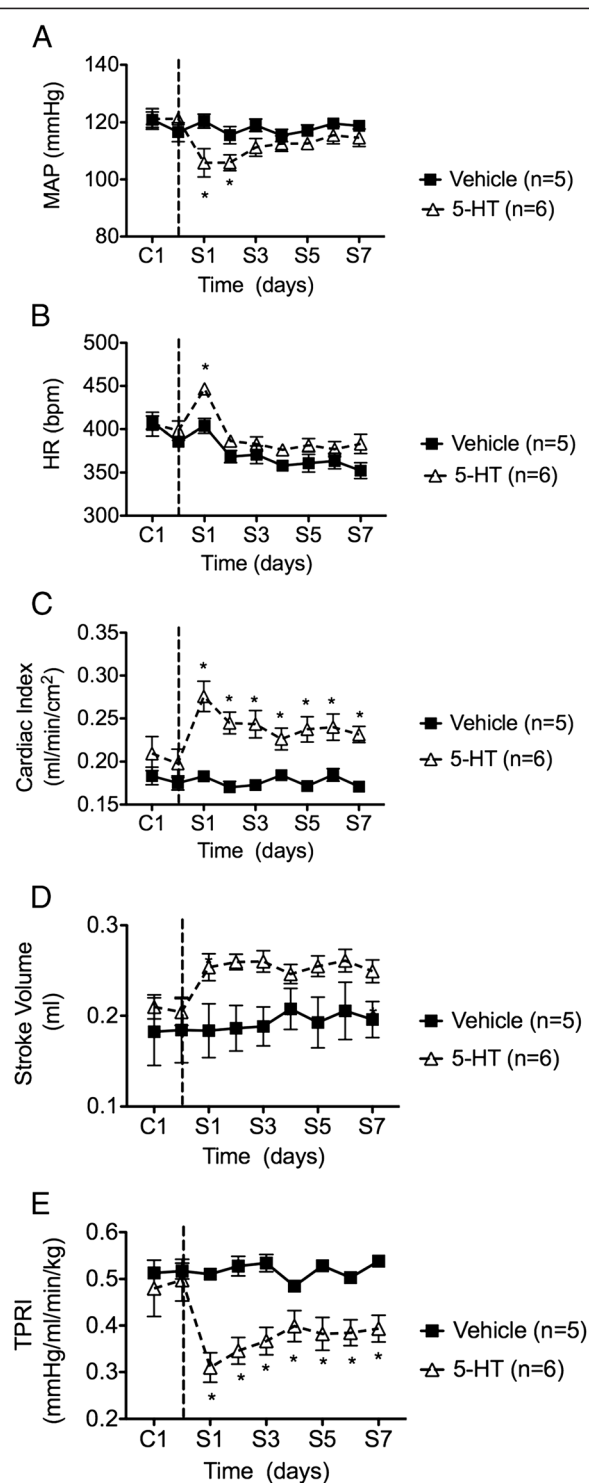 A
MAP (mmHg)
140
120
100
80
* *
C1 S1 S3 S5 S7
Time (days)
Vehicle (n=5)
5-HT (n=6)
B
HR (bpm)
500
450
400
350
300
*
C1 S1 S3 S5 S7
Time (days)
Vehicle (n=5)
5-HT (n=6)
C
Cardiac Index
(ml/min/cm²)
0.35
0.30
0.25
0.20
0.15
* * * * * * *
C1 S1 S3 S5 S7
Time (days)
Vehicle (n=5)
5-HT (n=6)
D
Stroke Volume
(ml)
0.3
0.2
0.1
C1 S1 S3 S5 S7
Time (days)
Vehicle (n=5)
5-HT (n=6)
E
TPRI
(mmHg/ml/min/kg)
0.6
0.5
0.4
0.3
0.2
* * * * * * *
C1 S1 S3 S5 S7
Time (days)
Vehicle (n=5)
5-HT (n=6)